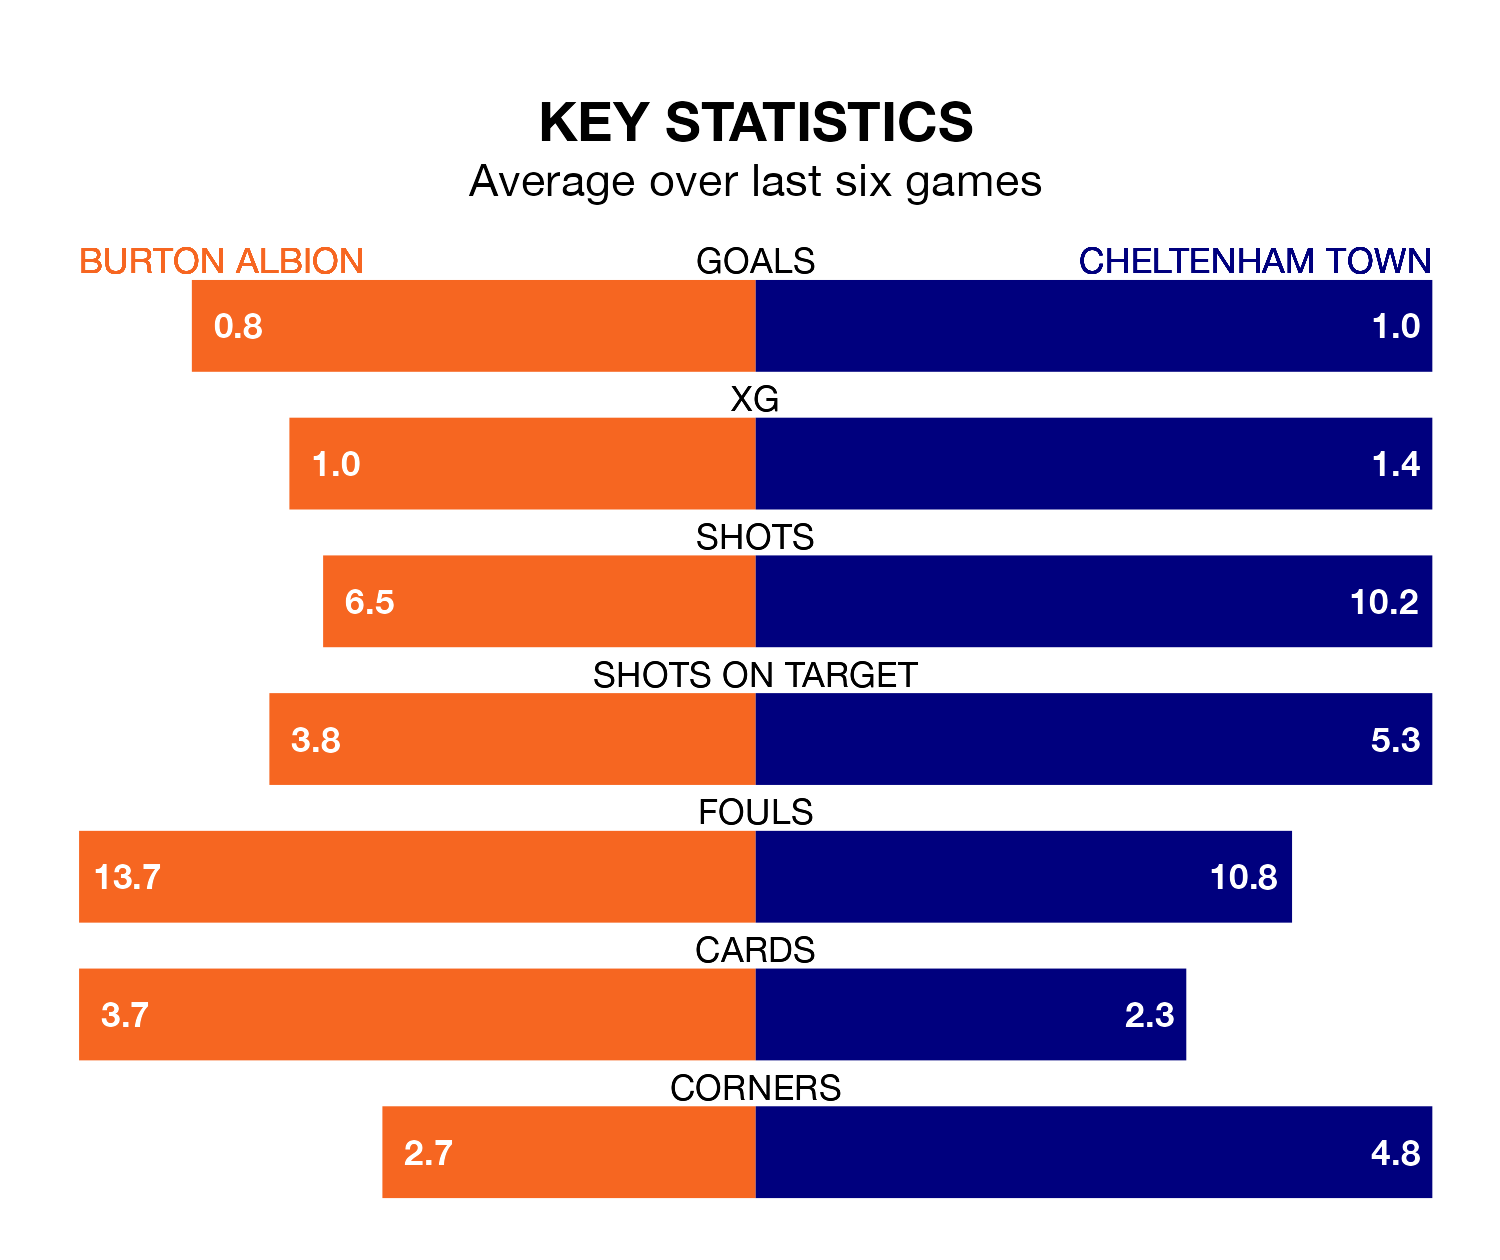 KEY STATISTICS
Average over last six games
BURTON ALBION GOALS CHELTENHAM TOWN
0.8 1.0
XG
1.0 1.4
SHOTS
6.5 10.2
SHOTS ON TARGET
3.8 5.3
FOULS
13.7 10.8
CARDS
3.7 2.3
CORNERS
2.7 4.8